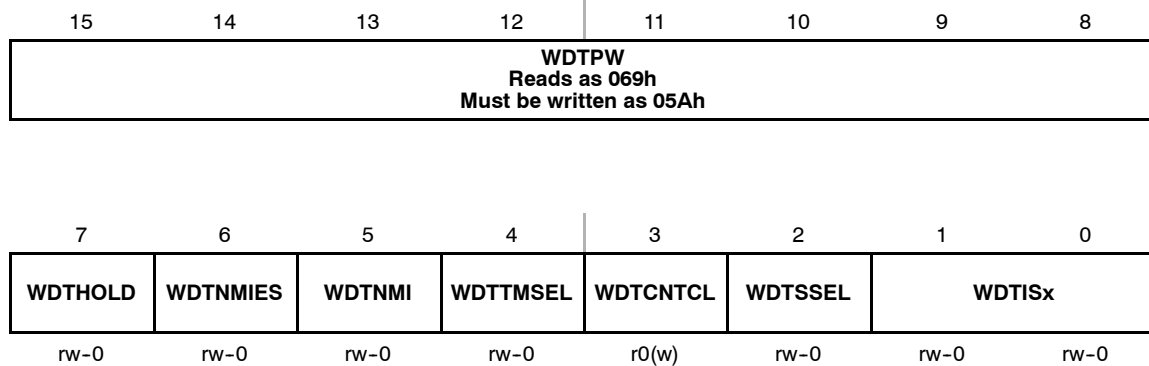 15 14 13 12 11 10 9 8
WDTPW
Reads as 069h
Must be written as 05Ah
7 6 5 4 3 2 1 0
WDTHOLD WDTNMIES WDTNMI WDTTMSEL WDTCNTCL WDTSSEL WDTISx
rw-0 rw-0 rw-0 rw-0 r0(w) rw-0 rw-0 rw-0